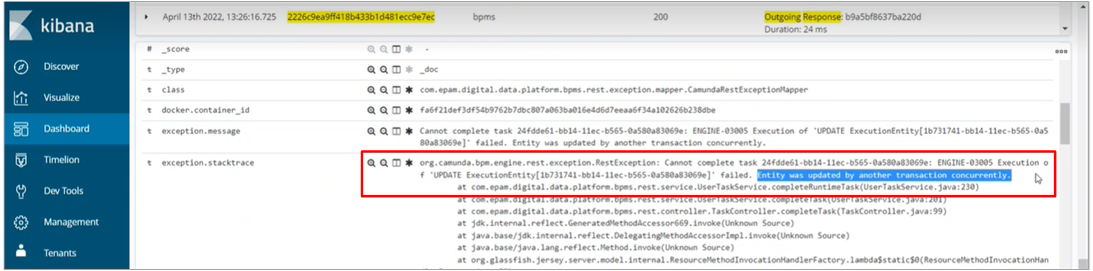 kibana
Discover
Visualize
Dashboard
Timelion
Dev Tools
Management
Tenants
April 13th 2022, 13:26:16.725 2226c9ea9ff418b433b1d481ecc9e7ec bpms 200 Outgoing Response: b9a5bf8637ba220d
Duration: 24 ms
# _score -
t _type _doc
t class com.epam.digital.data.platform.bpms.rest.exception.mapper.CamundaRestExceptionMapper
t docker.container_id fa6f21def3df54b9762b7dbc807a063ba016e4d6d7eeaa6f34a102626b238dbe
t exception.message Cannot complete task 24fdde61-bb14-11ec-b565-0a580a83069e: ENGINE-03005 Execution of 'UPDATE ExecutionEntity[1b731741-bb14-11ec-b565-0a5
80a83069e]' failed. Entity was updated by another transaction concurrently.
t exception.stacktrace org.camunda.bpm.engine.rest.exception.RestException: Cannot complete task 24fdde61-bb14-11ec-b565-0a580a83069e: ENGINE-03005 Execution o
f 'UPDATE ExecutionEntity[1b731741-bb14-11ec-b565-0a580a83069e]' failed. Entity was updated by another transaction concurrently.
at com.epam.digital.data.platform.bpms.rest.service.UserTaskService.completeRuntimeTask(UserTaskService.java:230)
at com.epam.digital.data.platform.bpms.rest.service.UserTaskService.completeTask(UserTaskService.java:201)
at com.epam.digital.data.platform.bpms.rest.controller.TaskController.completeTask(TaskController.java:99)
at jdk.internal.reflect.GeneratedMethodAccessor669.invoke(Unknown Source)
at java.base/jdk.internal.reflect.DelegatingMethodAccessorImpl.invoke(Unknown Source)
at java.base/java.lang.reflect.Method.invoke(Unknown Source)
at org.glassfish.jersey.server.model.internal.ResourceMethodInvocationHandlerFactory.lambda$static$0(ResourceMethodInvocationHan